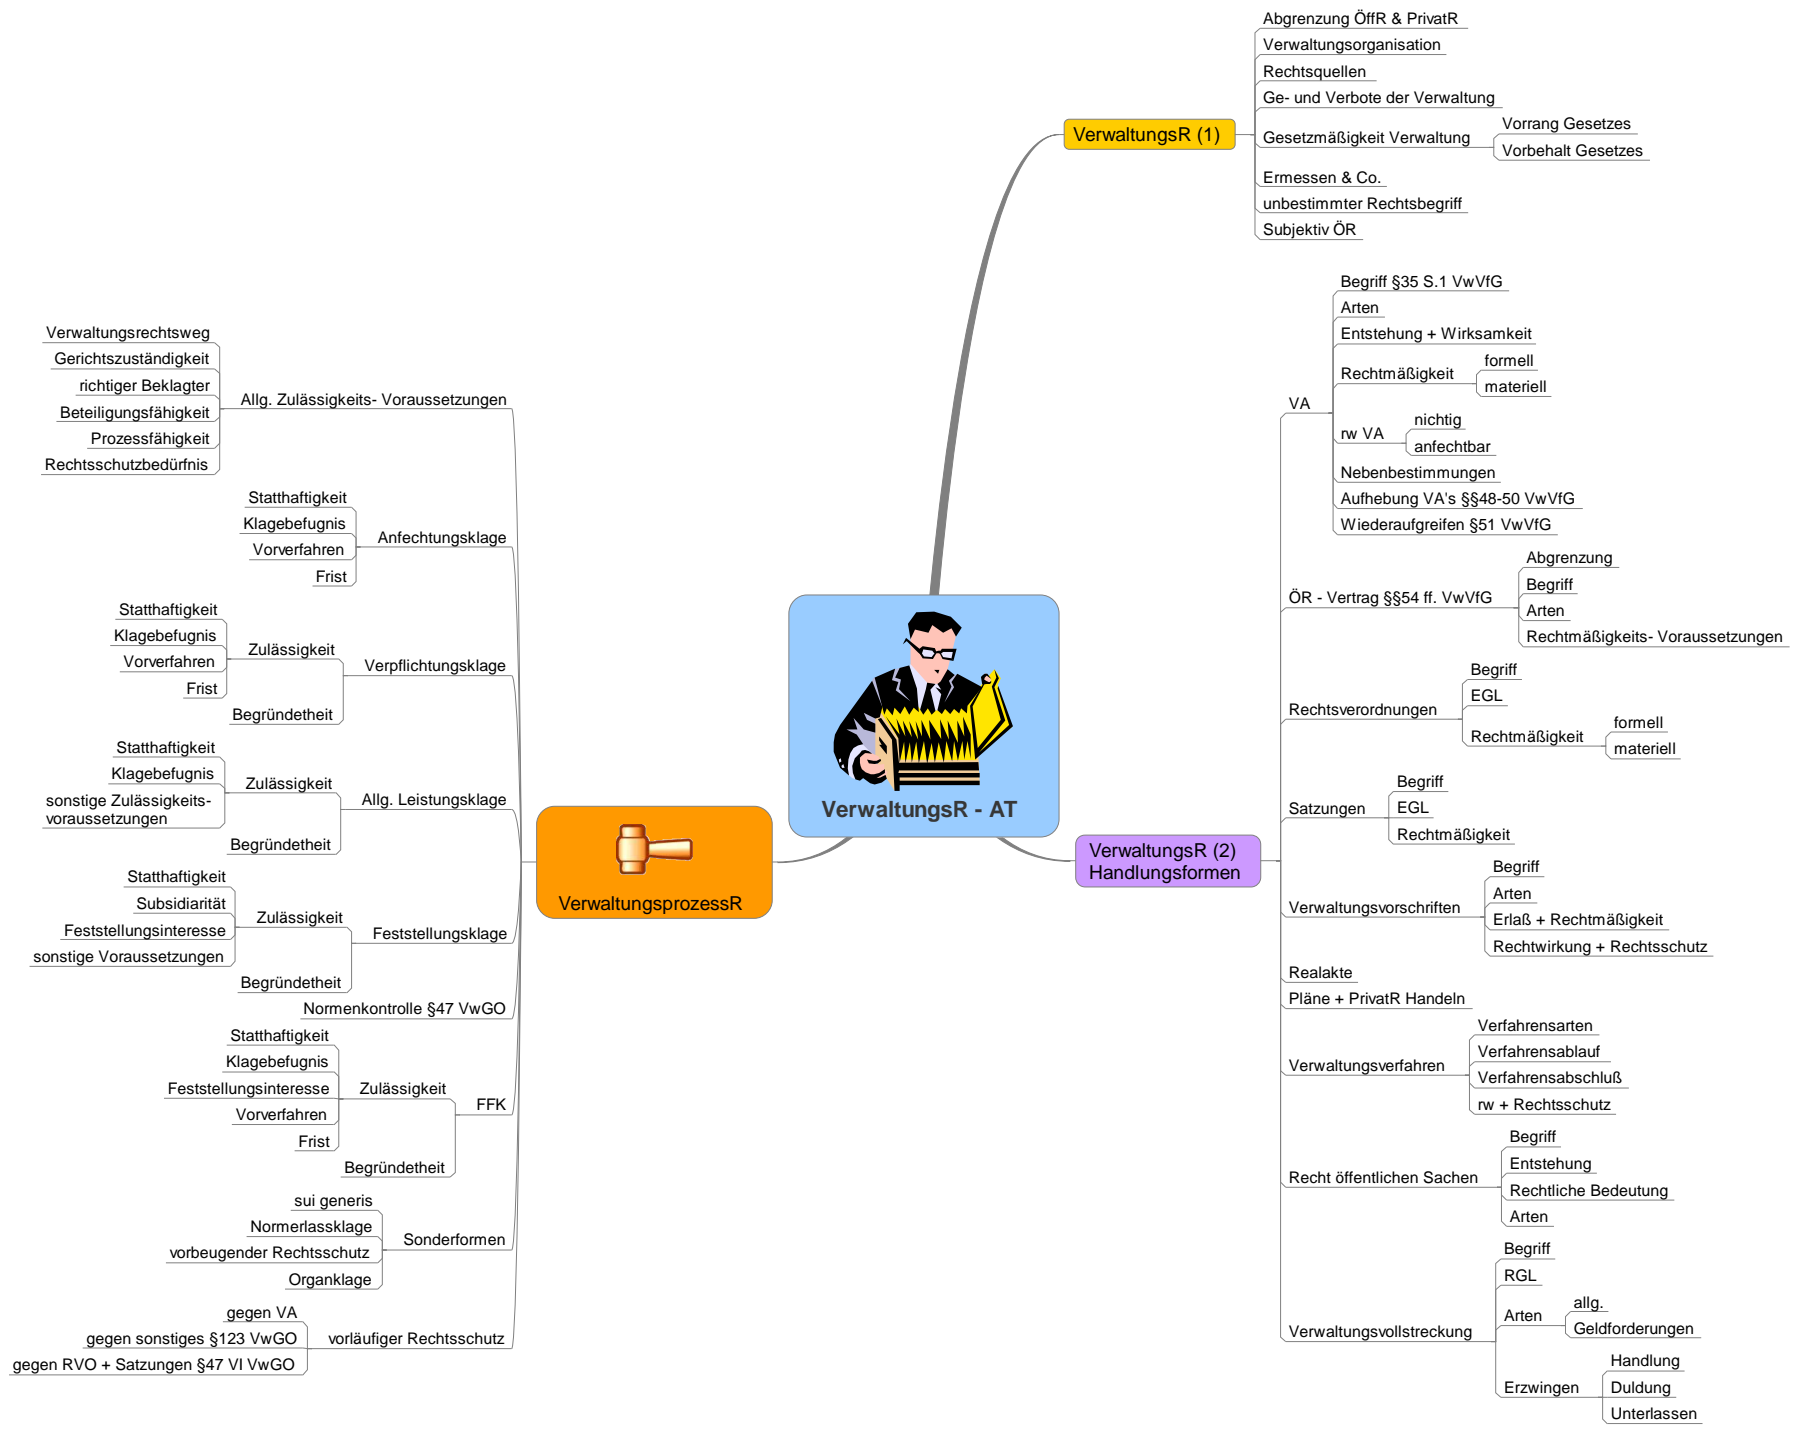 VerwaltungsR - AT
VerwaltungsR (1)
Abgrenzung ÖffR & PrivatR
Verwaltungsorganisation
Rechtsquellen
Ge- und Verbote der Verwaltung
Gesetzmäßigkeit Verwaltung
Vorrang Gesetzes
Vorbehalt Gesetzes
Ermessen & Co.
unbestimmter Rechtsbegriff
Subjektiv ÖR
VerwaltungsR (2)
Handlungsformen
VA
Begriff §35 S.1 VwVfG
Arten
Entstehung + Wirksamkeit
Rechtmäßigkeit
formell
materiell
rw VA
nichtig
anfechtbar
Nebenbestimmungen
Aufhebung VA's §§48-50 VwVfG
Wiederaufgreifen §51 VwVfG
ÖR - Vertrag §§54 ff. VwVfG
Abgrenzung
Begriff
Arten
Rechtmäßigkeits- Voraussetzungen
Rechtsverordnungen
Begriff
EGL
Rechtmäßigkeit
formell
materiell
Satzungen
Begriff
EGL
Rechtmäßigkeit
Verwaltungsvorschriften
Begriff
Arten
Erlaß + Rechtmäßigkeit
Rechtwirkung + Rechtsschutz
Realakte
Pläne + PrivatR Handeln
Verwaltungsverfahren
Verfahrensarten
Verfahrensablauf
Verfahrensabschluß
rw + Rechtsschutz
Recht öffentlichen Sachen
Begriff
Entstehung
Rechtliche Bedeutung
Arten
Verwaltungsvollstreckung
Begriff
RGL
Arten
allg.
Geldforderungen
Erzwingen
Handlung
Duldung
Unterlassen
VerwaltungsprozessR
Allg. Zulässigkeits- Voraussetzungen
Verwaltungsrechtsweg
Gerichtszuständigkeit
richtiger Beklagter
Beteiligungsfähigkeit
Prozessfähigkeit
Rechtsschutzbedürfnis
Anfechtungsklage
Statthaftigkeit
Klagebefugnis
Vorverfahren
Frist
Verpflichtungsklage
Zulässigkeit
Statthaftigkeit
Klagebefugnis
Vorverfahren
Frist
Begründetheit
Allg. Leistungsklage
Zulässigkeit
Statthaftigkeit
Klagebefugnis
sonstige Zulässigkeits-
voraussetzungen
Begründetheit
Feststellungsklage
Zulässigkeit
Statthaftigkeit
Subsidiarität
Feststellungsinteresse
sonstige Voraussetzungen
Begründetheit
Normenkontrolle §47 VwGO
FFK
Zulässigkeit
Statthaftigkeit
Klagebefugnis
Feststellungsinteresse
Vorverfahren
Frist
Begründetheit
Sonderformen
sui generis
Normerlassklage
vorbeugender Rechtsschutz
Organklage
vorläufiger Rechtsschutz
gegen VA
gegen sonstiges §123 VwGO
gegen RVO + Satzungen §47 VI VwGO